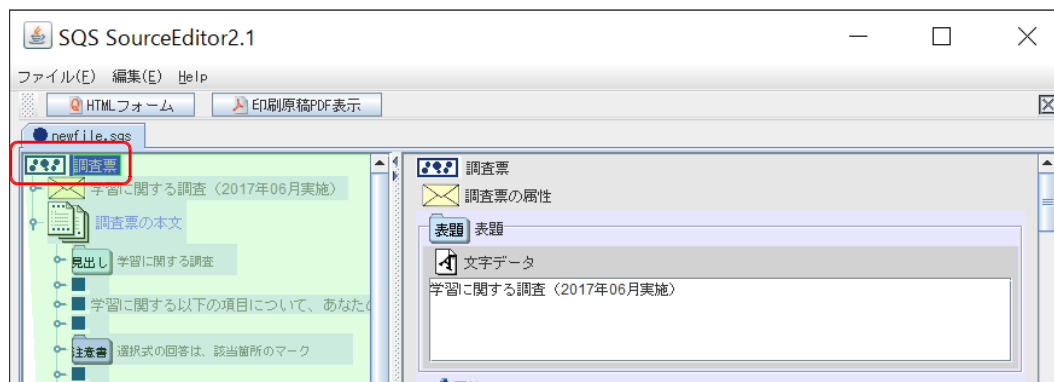 SQS SourceEditor2.1
ファイル(F) 編集(E) Help
HTMLフォーム 印刷原稿PDF表示
newfile.sqs
調査票
学習に関する調査（2017年06月実施）
調査票の本文
見出し 学習に関する調査
学習に関する以下の項目について、あなたの
注意書 選択式の回答は、該当箇所のマーク
調査票
調査票の属性
表題 表題
文字データ
学習に関する調査（2017年06月実施）